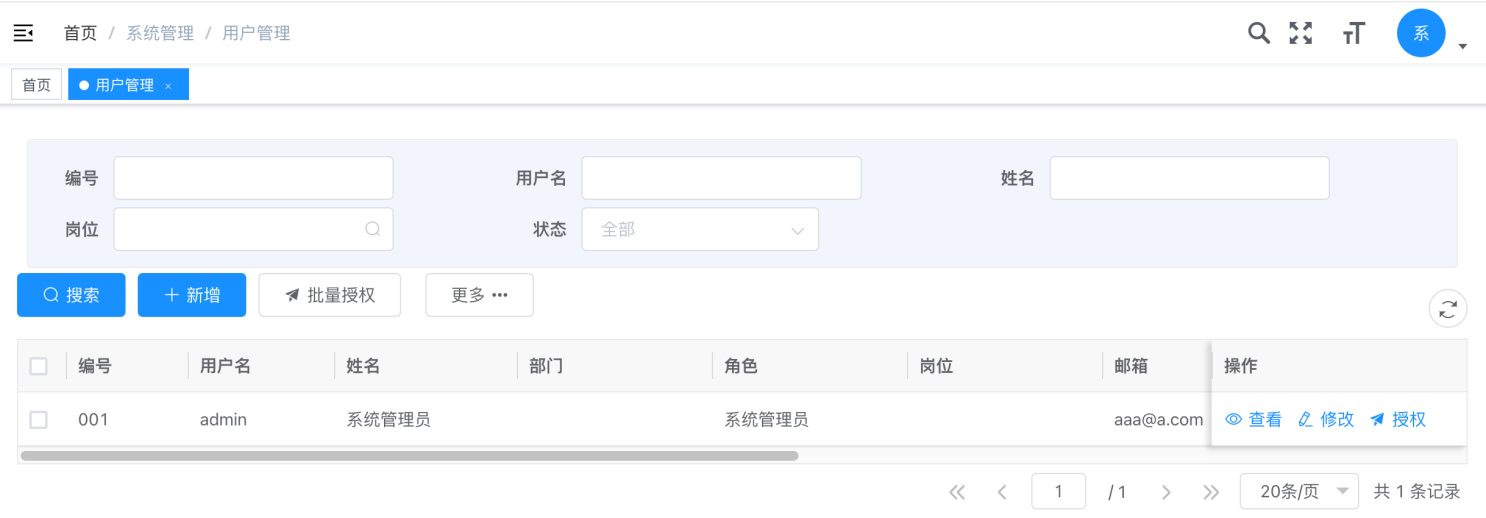 首页 / 系统管理 / 用户管理 系
首页 用户管理 ×
编号 用户名 姓名
岗位 状态 全部
搜索 新增 批量授权 更多 •••
编号 用户名 姓名 部门 角色 岗位 邮箱 操作
001 admin 系统管理员 系统管理员 aaa@a.com 查看 修改 授权
1 / 1 20条/页 共 1 条记录